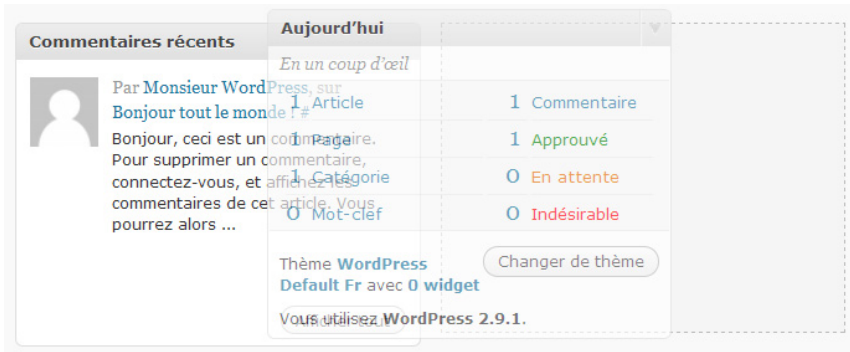 Commentaires récents
Par Monsieur WordPress, sur
Bonjour tout le monde ! #
Bonjour, ceci est un commentaire.
Pour supprimer un commentaire,
connectez-vous, et affichez les
commentaires de cet article. Vous
pourrez alors ...
Afficher tout
Aujourd'hui
En un coup d'œil
1 Article 1 Commentaire
1 Page 1 Approuvé
1 Catégorie 0 En attente
0 Mot-clef 0 Indésirable
Thème WordPress
Default Fr avec 0 widget
Changer de thème
Vous utilisez WordPress 2.9.1.